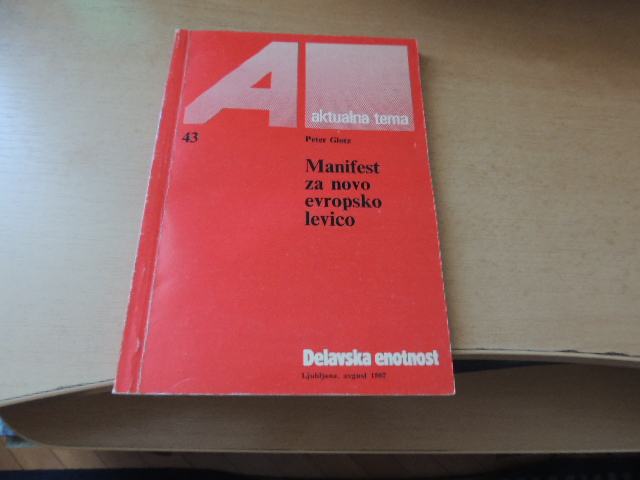 A
aktualna tema
43
Peter Glotz
Manifest
za novo
evropsko
levico
Delavska enotnost
Ljubljana, avgust 1987